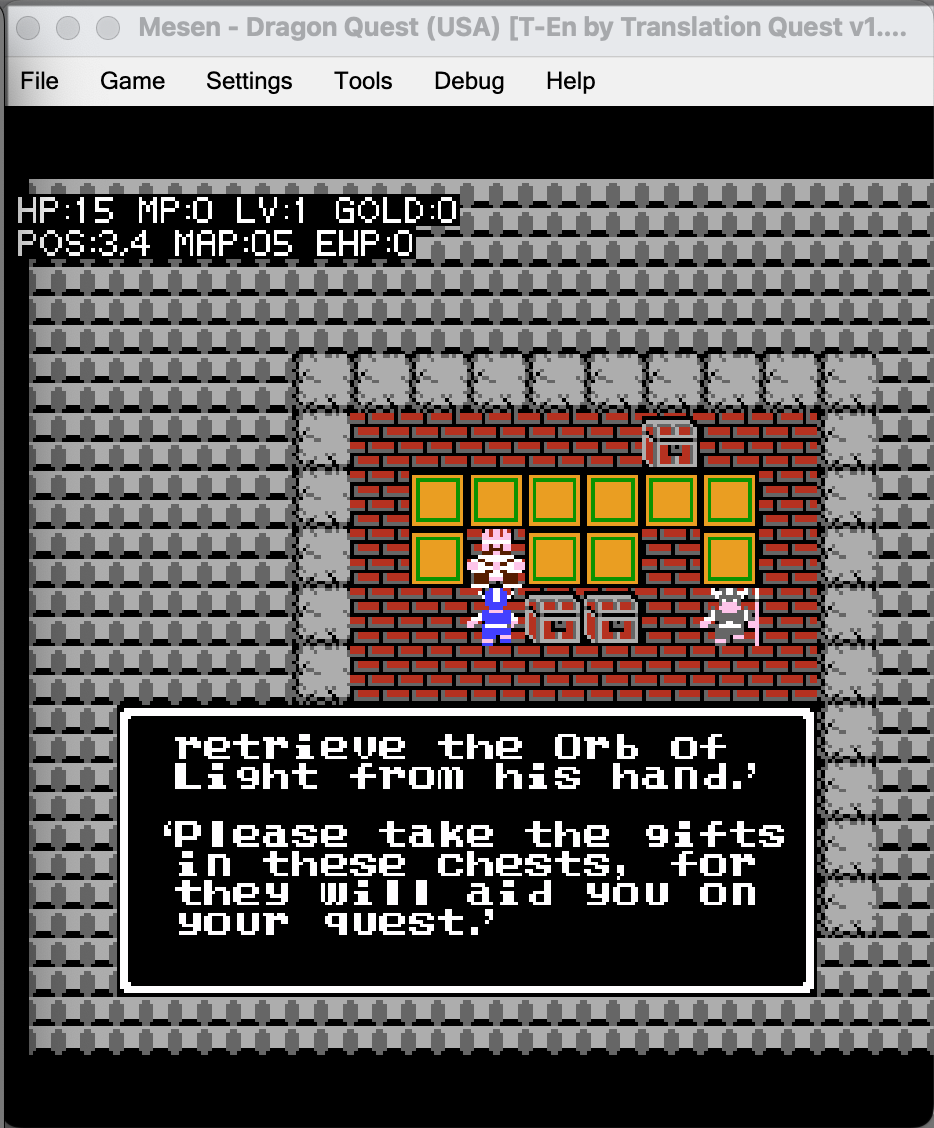 Mesen - Dragon Quest (USA) [T-En by Translation Quest v1....
File Game Settings Tools Debug Help
HP:15 MP:0 LV:1 GOLD:0
POS:3,4 MAP:05 EHP:0
retrieve the Orb of
Light from his hand.’
‘Please take the gifts
in these chests, for
they will aid you on
your quest.’